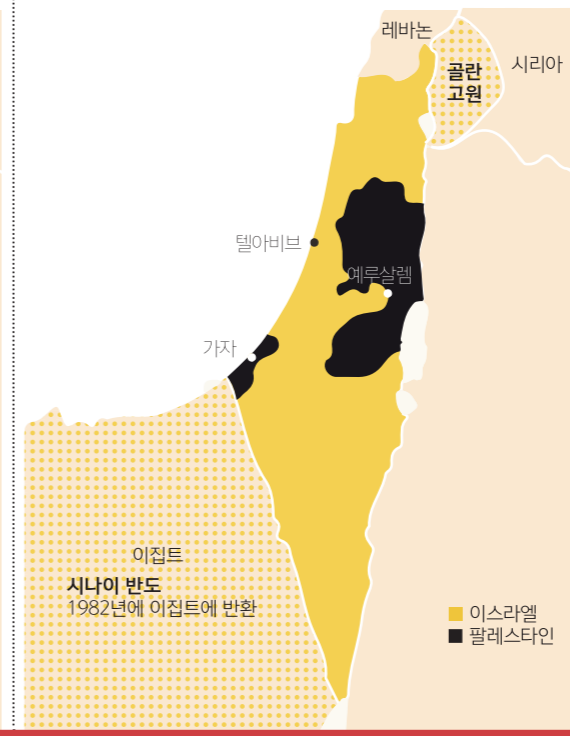 레바논
골란
고원
시리아
텔아비브
예루살렘
가자
이집트
시나이 반도
1982년에 이집트에 반환
이스라엘
팔레스타인